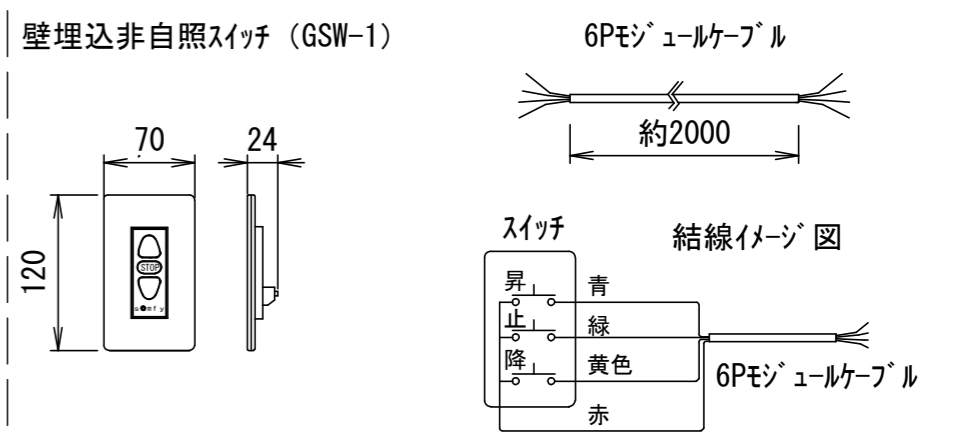 壁埋込非自照ｽｲｯﾁ（GSW-1）
6Pﾓｼﾞｭｰﾙｹｰﾌﾞﾙ
約2000
70
24
120
STOP
somfy
ｽｲｯﾁ
結線ｲﾒｰｼﾞ図
昇
青
止
緑
降
黄色
6Pﾓｼﾞｭｰﾙｹｰﾌﾞﾙ
赤